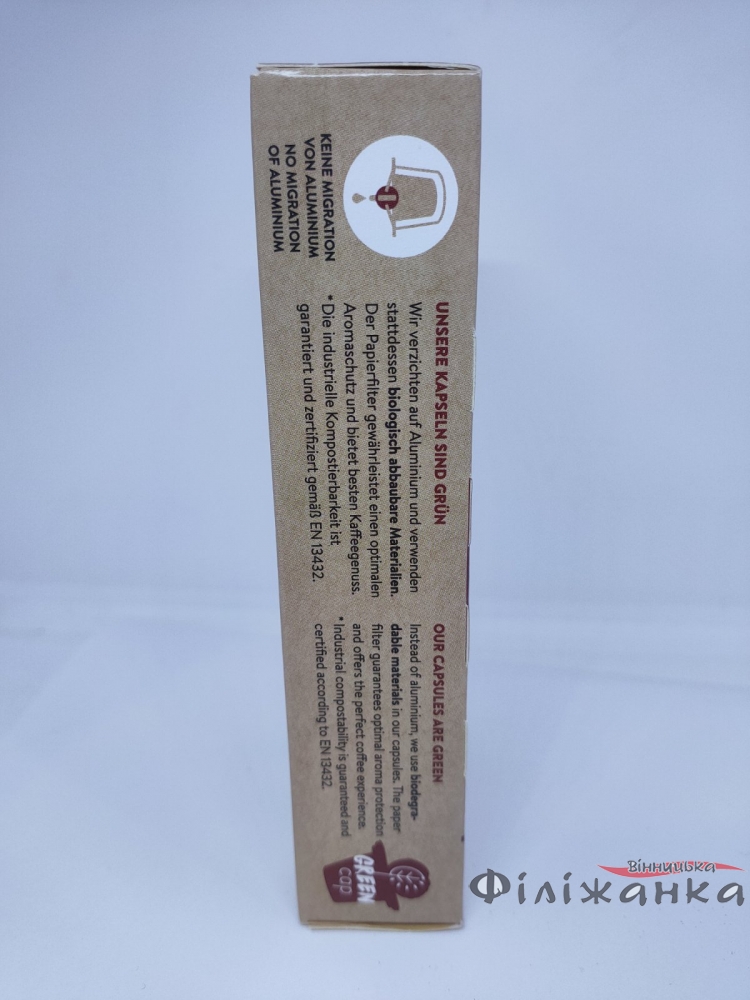 KEINE MIGRATION
VON ALUMINIUM
NO MIGRATION
OF ALUMINIUM
UNSERE KAPSELN SIND GRÜN
Wir verzichten auf Aluminium und verwenden
stattdessen biologisch abbaubare Materialien.
Der Papierfilter gewährleistet einen optimalen
Aromaschutz und bietet besten Kaffeegenuss.
* Die industrielle Kompostierbarkeit ist
garantiert und zertifiziert gemäß EN 13432.
OUR CAPSULES ARE GREEN
Instead of aluminium, we use biodegra-
dable materials in our capsules. The paper
filter guarantees optimal aroma protection
and offers the perfect coffee experience.
* Industrial compostability is guaranteed and
certified according to EN 13432.
GREEN
cap
Вінницька
Філіжанка